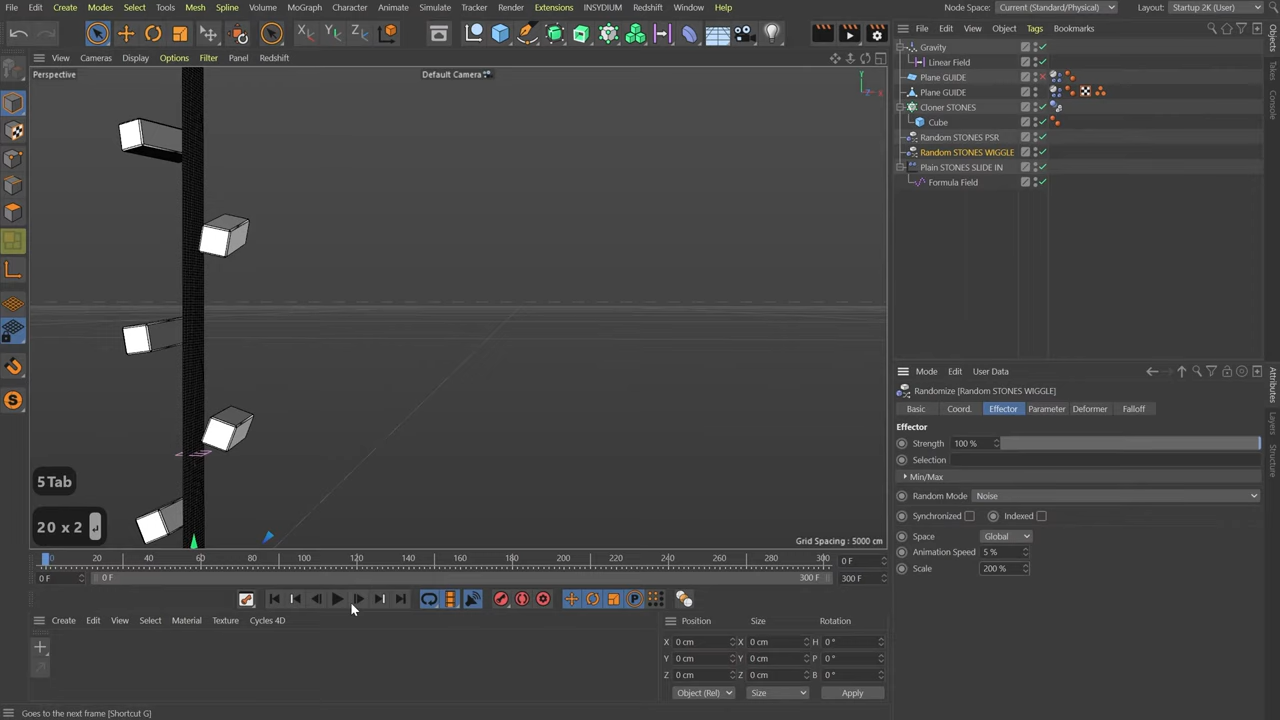 File Edit Create Modes Select Tools Mesh Spline Volume MoGraph Character Animate Simulate Tracker Render Extensions INSYDIUM Redshift Window Help
Node Space: Current (Standard/Physical) Layout: Startup 2K (User)
File Edit View Object Tags Bookmarks
View Cameras Display Options Filter Panel Redshift
Perspective
Default Camera
Y
X
Z
Gravity
Linear Field
Plane GUIDE
Plane GUIDE
Cloner STONES
Cube
Random STONES PSR
Random STONES WIGGLE
Plain STONES SLIDE IN
Formula Field
Objects
Takes
Console
Mode Edit User Data
Randomize [Random STONES WIGGLE]
Basic Coord. Effector Parameter Deformer Falloff
Effector
Strength 100 %
Selection
Min/Max
Random Mode Noise
Synchronized Indexed
Space Global
Animation Speed 5 %
Scale 200 %
Attributes
Layers
Structure
5 Tab
20 x 2
Grid Spacing : 5000 cm
0 20 40 60 80 100 120 140 160 180 200 220 240 260 280 300
0 F
0 F 0 F 300 F 300 F
Create Edit View Select Material Texture Cycles 4D
Position Size Rotation
X 0 cm X 0 cm H 0 °
Y 0 cm Y 0 cm P 0 °
Z 0 cm Z 0 cm B 0 °
Object (Rel) Size Apply
Goes to the next frame [Shortcut G]